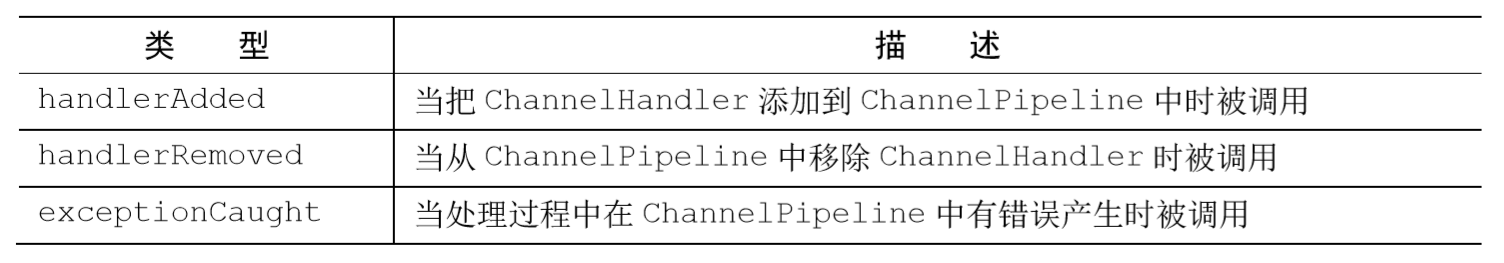 类 型 描 述
handlerAdded 当把 ChannelHandler 添加到 ChannelPipeline 中时被调用
handlerRemoved 当从 ChannelPipeline 中移除 ChannelHandler 时被调用
exceptionCaught 当处理过程中在 ChannelPipeline 中有错误产生时被调用